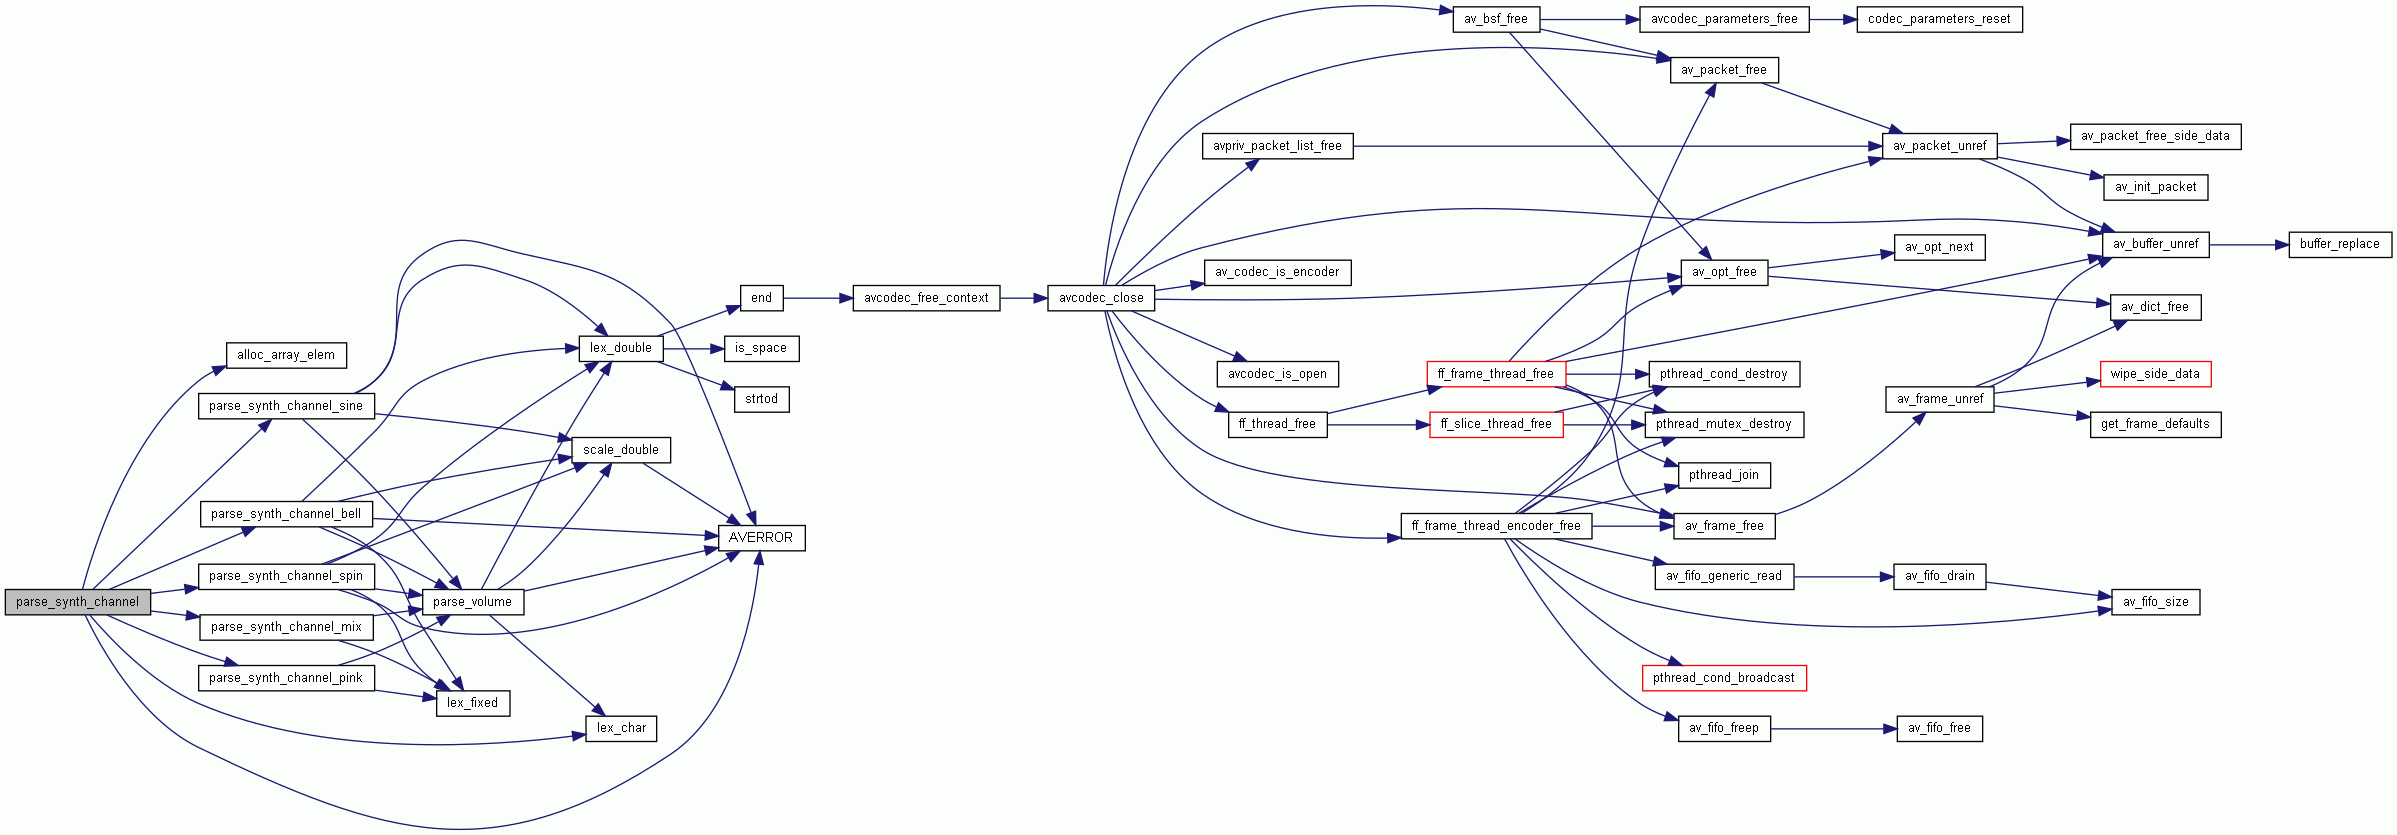 parse_synth_channel
alloc_array_elem
parse_synth_channel_sine
parse_synth_channel_bell
parse_synth_channel_spin
parse_synth_channel_mix
parse_synth_channel_pink
parse_volume
lex_fixed
lex_double
scale_double
lex_char
end
is_space
strtod
AVERROR
avcodec_free_context
avcodec_close
av_bsf_free
avcodec_parameters_free
codec_parameters_reset
av_packet_free
avpriv_packet_list_free
av_packet_unref
av_packet_free_side_data
av_init_packet
av_codec_is_encoder
av_opt_free
av_opt_next
av_buffer_unref
buffer_replace
av_dict_free
avcodec_is_open
ff_thread_free
ff_frame_thread_free
ff_slice_thread_free
pthread_cond_destroy
pthread_mutex_destroy
pthread_join
av_frame_unref
wipe_side_data
get_frame_defaults
ff_frame_thread_encoder_free
av_frame_free
av_fifo_generic_read
av_fifo_drain
av_fifo_size
pthread_cond_broadcast
av_fifo_freep
av_fifo_free